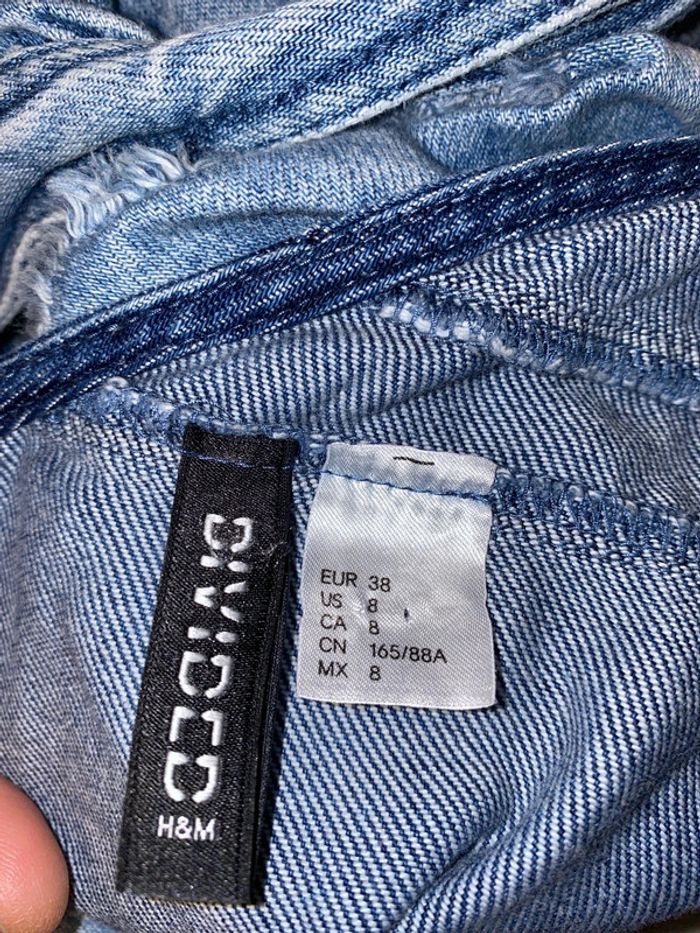 DIVIDED
H&M
EUR 38
US 8
CA 8
CN 165/88A
MX 8